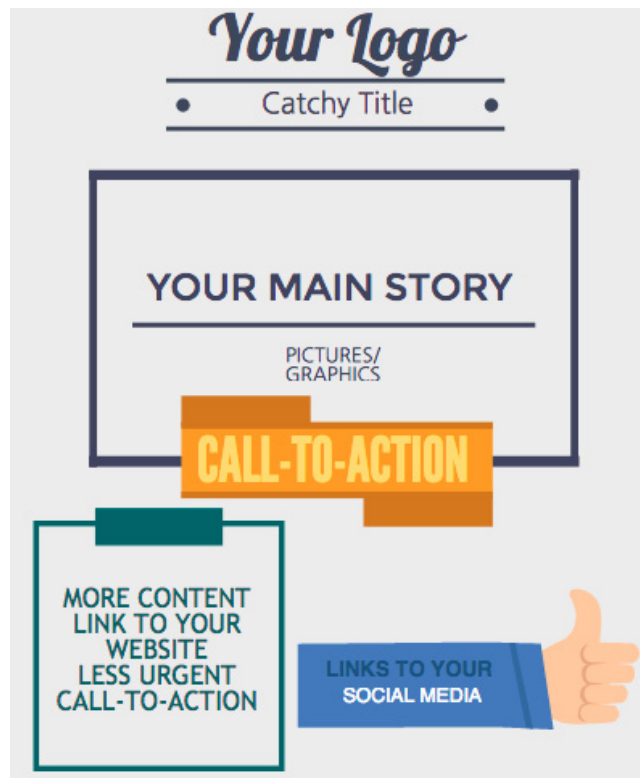 Your Logo
Catchy Title
YOUR MAIN STORY
PICTURES/
GRAPHICS
CALL-TO-ACTION
MORE CONTENT
LINK TO YOUR
WEBSITE
LESS URGENT
CALL-TO-ACTION
LINKS TO YOUR
SOCIAL MEDIA